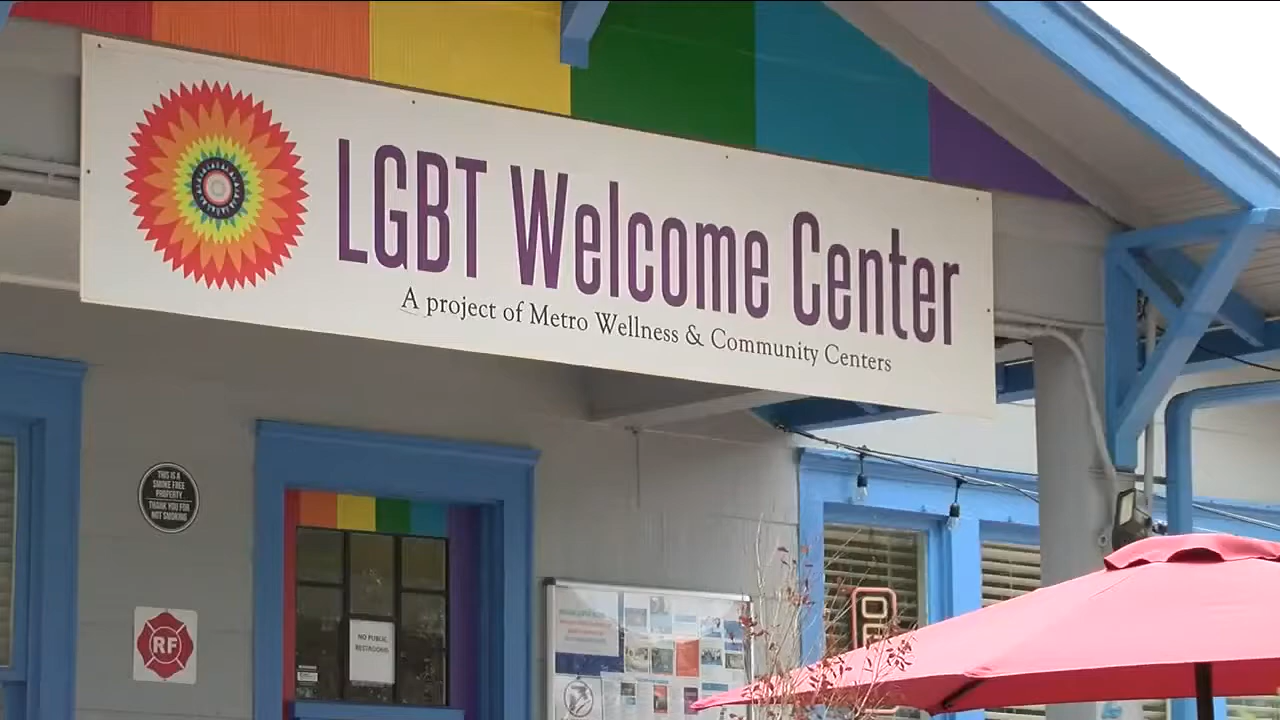 LGBT Welcome Center
A project of Metro Wellness & Community Centers
THIS IS A
SMOKE FREE
PROPERTY
THANK YOU FOR
NOT SMOKING
RF
NO PUBLIC
RESTROOMS